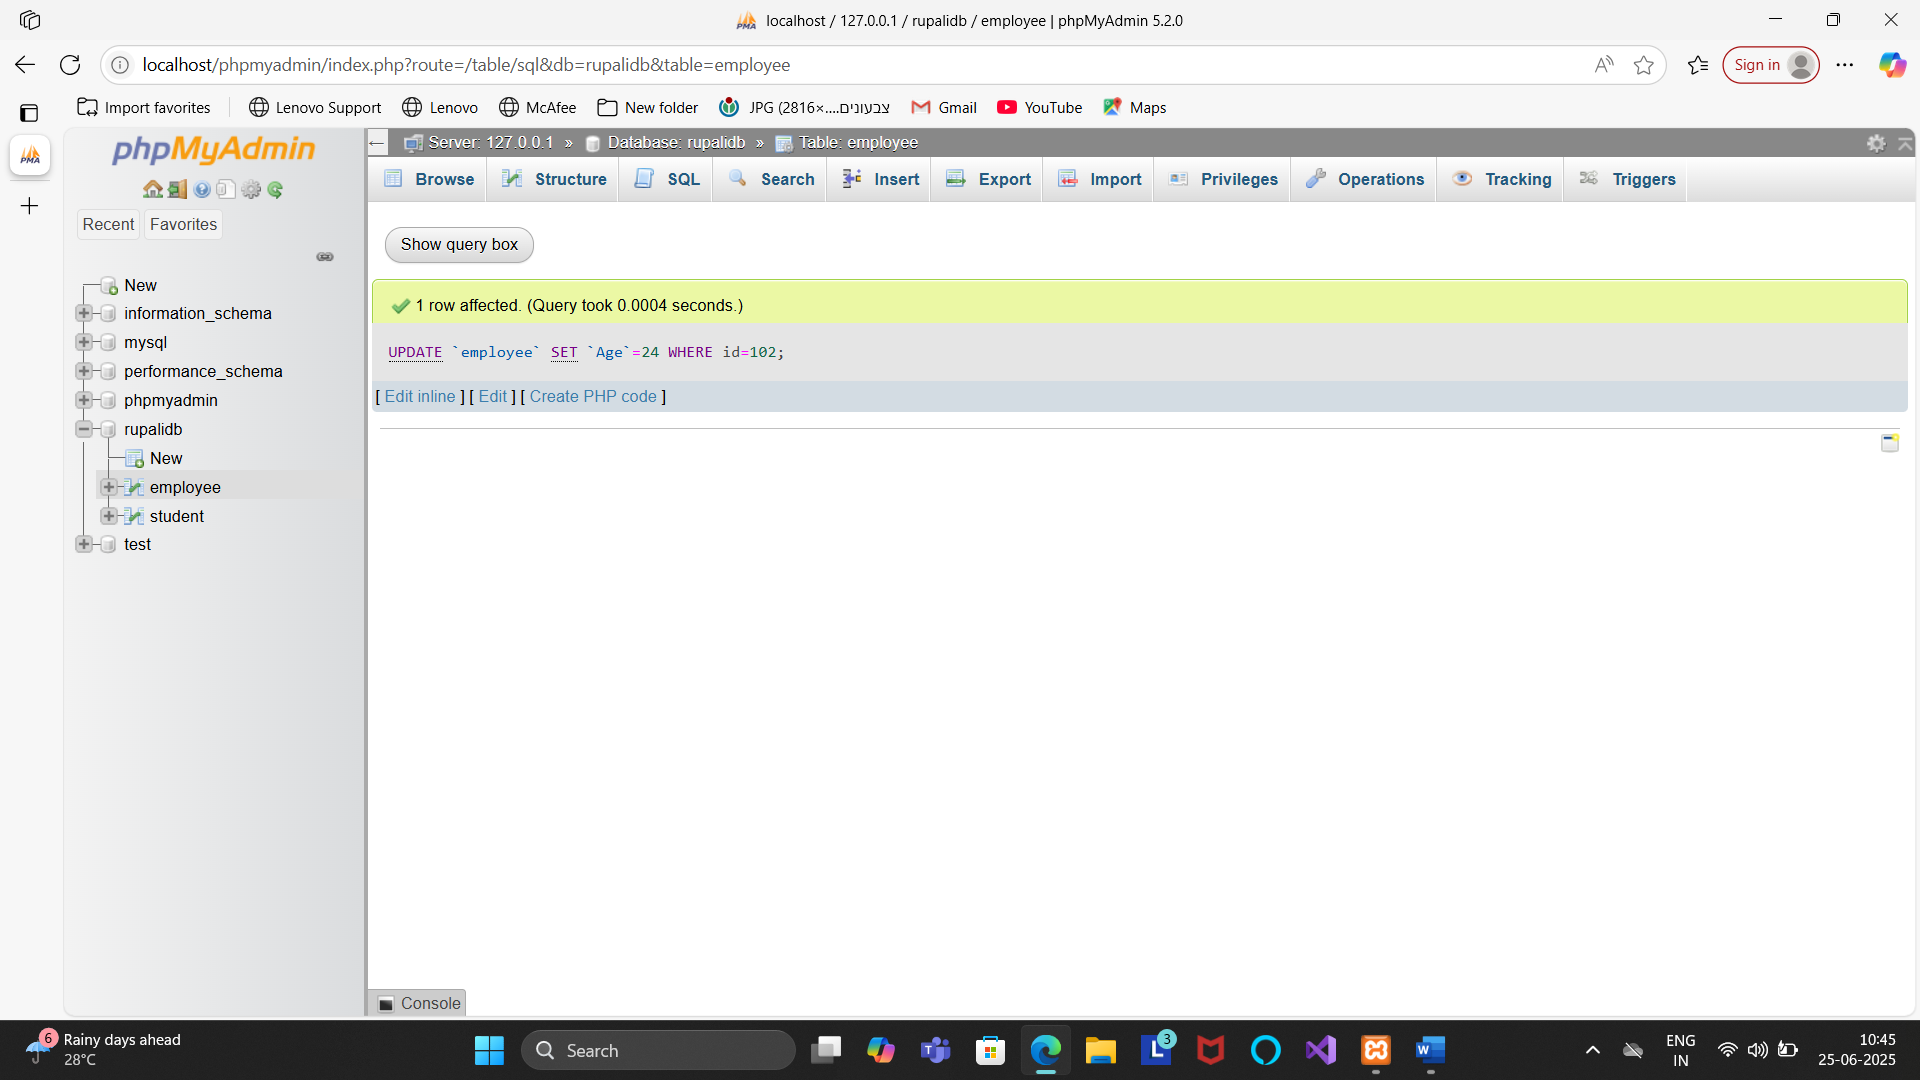 localhost / 127.0.0.1 / rupalidb / employee | phpMyAdmin 5.2.0
localhost/phpmyadmin/index.php?route=/table/sql&db=rupalidb&table=employee
Sign in
Import favorites
Lenovo Support
Lenovo
McAfee
New folder
צבעונים....×2816) JPG
Gmail
YouTube
Maps
PMA
phpMyAdmin
Recent
Favorites
New
information_schema
mysql
performance_schema
phpmyadmin
rupalidb
New
employee
student
test
Server: 127.0.0.1 » Database: rupalidb » Table: employee
Browse
Structure
SQL
Search
Insert
Export
Import
Privileges
Operations
Tracking
Triggers
Show query box
1 row affected. (Query took 0.0004 seconds.)
UPDATE `employee` SET `Age`=24 WHERE id=102;
[ Edit inline ] [ Edit ] [ Create PHP code ]
Console
6
Rainy days ahead
28°C
Search
3
ENG
IN
10:45
25-06-2025